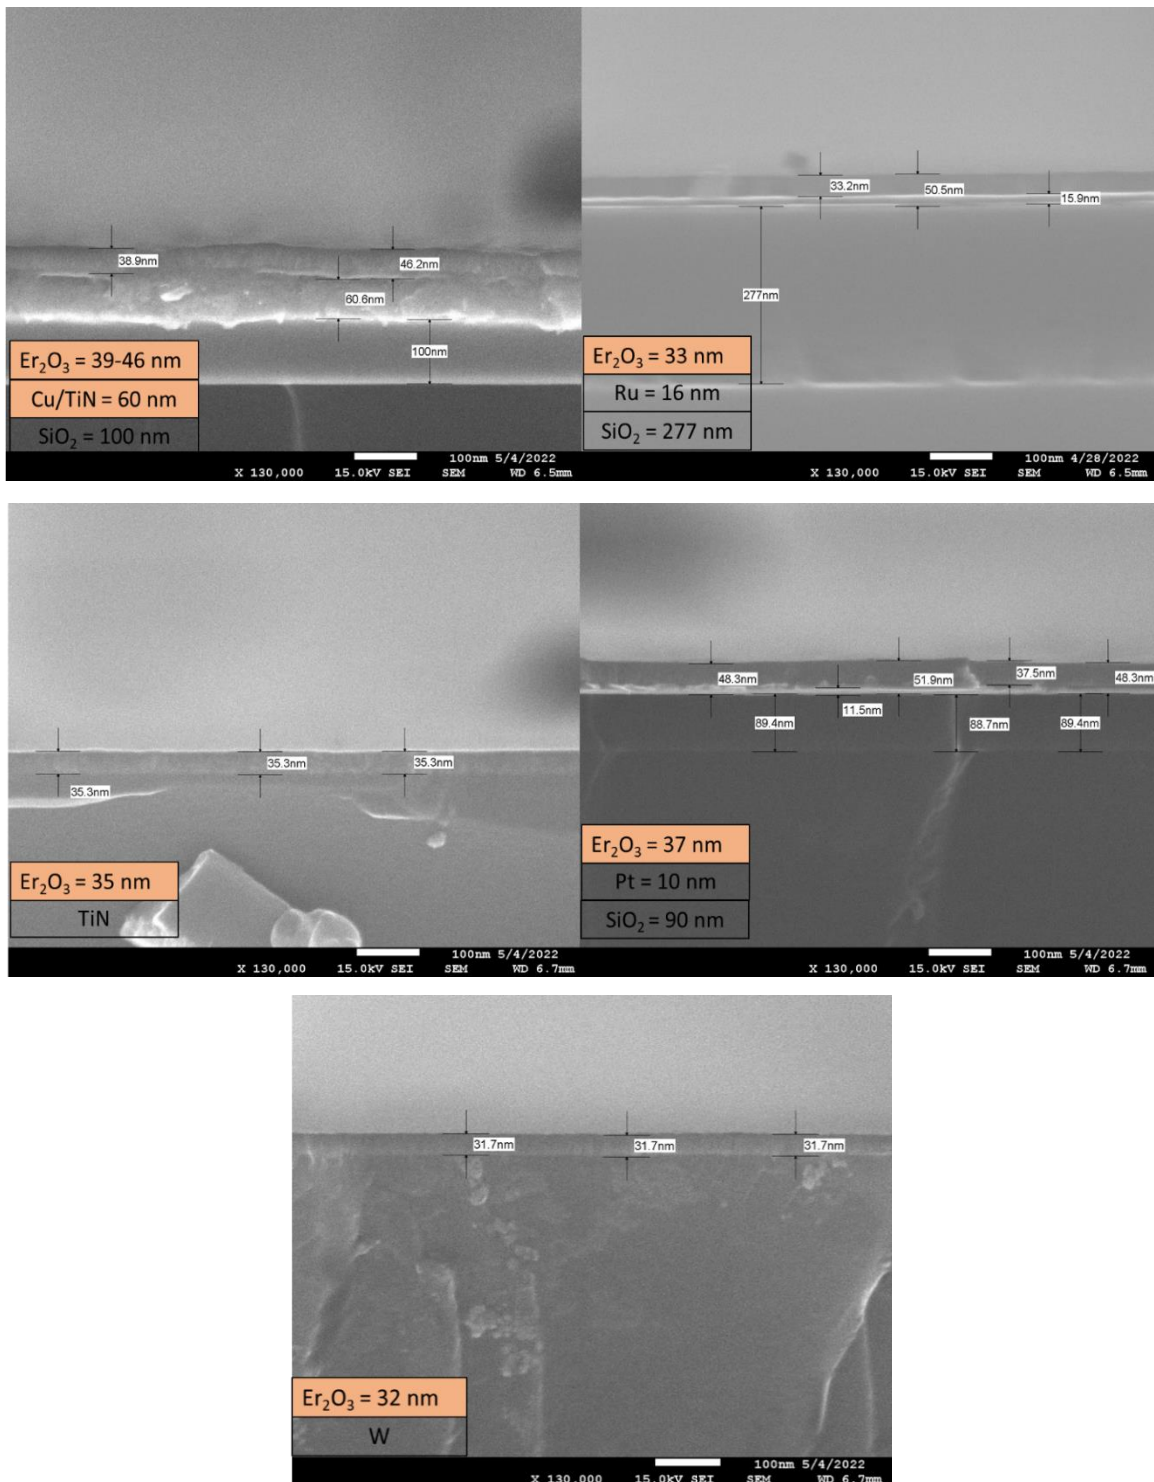 38.9nm
46.2nm
60.6nm
100nm
Er₂O₃ = 39-46 nm
Cu/TiN = 60 nm
SiO₂ = 100 nm
100nm 5/4/2022
X 130,000 15.0kV SEI SEM WD 6.5mm
33.2nm
50.5nm
15.9nm
277nm
Er₂O₃ = 33 nm
Ru = 16 nm
SiO₂ = 277 nm
100nm 4/28/2022
X 130,000 15.0kV SEI SEM WD 6.5mm
35.3nm
35.3nm
35.3nm
Er₂O₃ = 35 nm
TiN
100nm 5/4/2022
X 130,000 15.0kV SEI SEM WD 6.7mm
48.3nm
51.9nm
37.5nm
48.3nm
11.5nm
89.4nm
88.7nm
89.4nm
Er₂O₃ = 37 nm
Pt = 10 nm
SiO₂ = 90 nm
100nm 5/4/2022
X 130,000 15.0kV SEI SEM WD 6.7mm
31.7nm
31.7nm
31.7nm
Er₂O₃ = 32 nm
W
100nm 5/4/2022
X 130,000 15.0kV SEI SEM WD 6.7mm